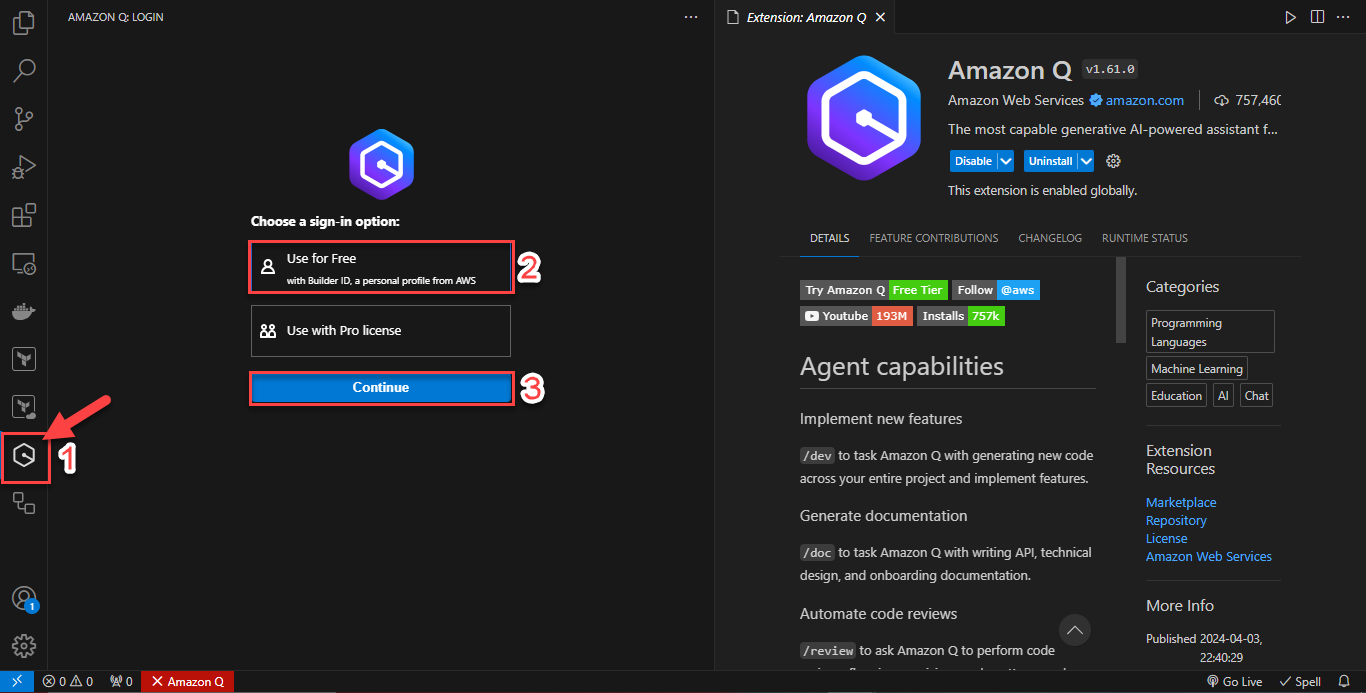 AMAZON Q: LOGIN
Choose a sign-in option:
Use for Free
with Builder ID, a personal profile from AWS
2
Use with Pro license
Continue
3
1
1
Extension: Amazon Q
Amazon Q v1.61.0
Amazon Web Services amazon.com
The most capable generative AI-powered assistant f...
Disable Uninstall
This extension is enabled globally.
DETAILS FEATURE CONTRIBUTIONS CHANGELOG RUNTIME STATUS
Try Amazon Q Free Tier Follow @aws
Youtube 193M Installs 757k
Agent capabilities
Implement new features
/dev to task Amazon Q with generating new code
across your entire project and implement features.
Generate documentation
/doc to task Amazon Q with writing API, technical
design, and onboarding documentation.
Automate code reviews
/review to ask Amazon Q to perform code
Categories
Programming
Languages
Machine Learning
Education AI Chat
Extension
Resources
Marketplace
Repository
License
Amazon Web Services
More Info
Published 2024-04-03,
22:40:29
0 0 0 Amazon Q
Go Live Spell